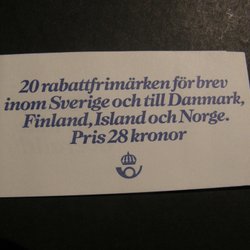 20 rabattfrimärken för brev
inom Sverige och till Danmark,
Finland, Island och Norge.
Pris 28 kronor